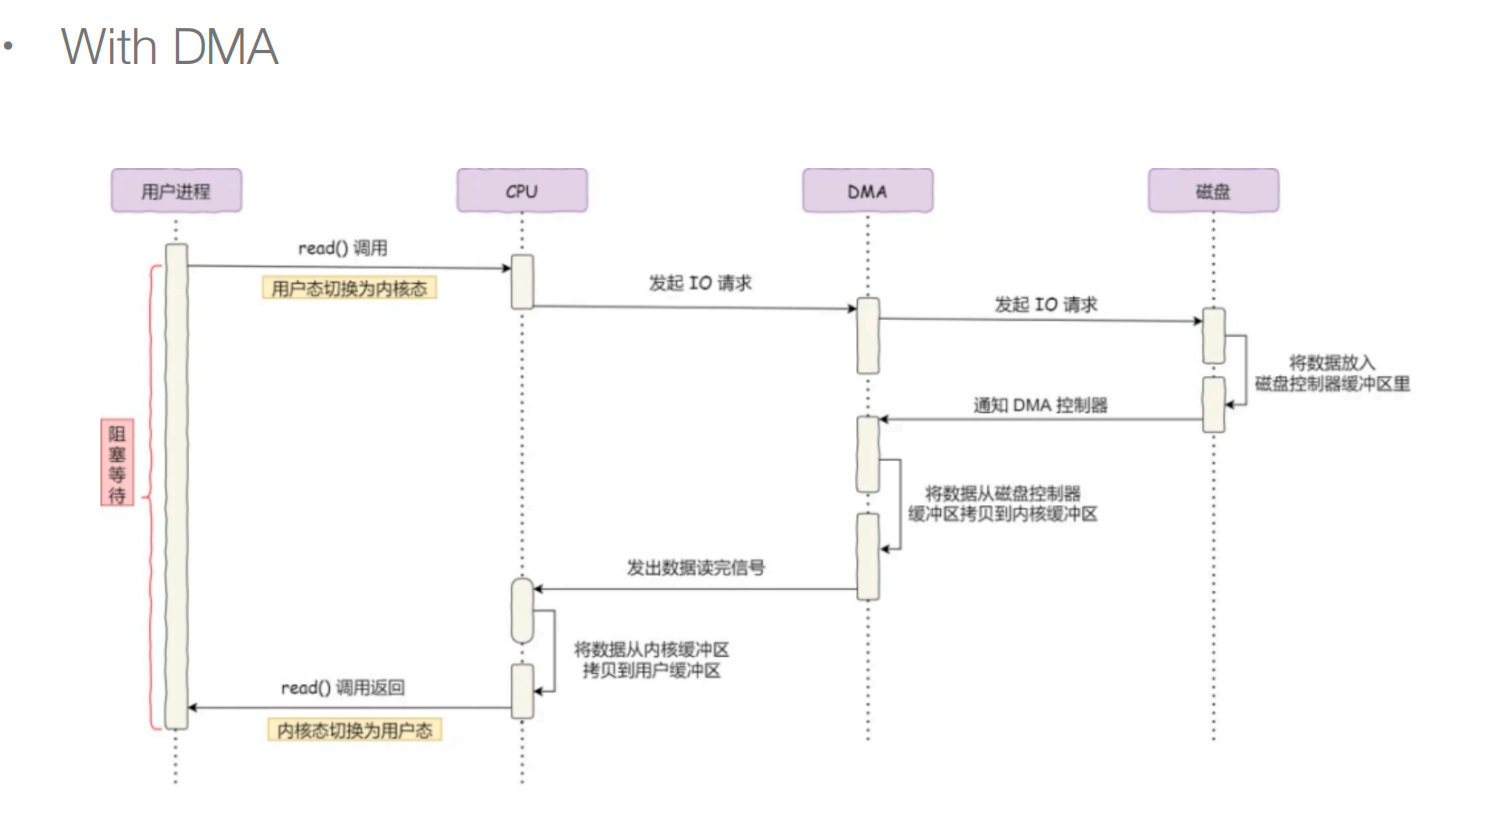 • With DMA
用户进程
CPU
DMA
磁盘
read() 调用
用户态切换为内核态
发起 IO 请求
发起 IO 请求
将数据放入
磁盘控制器缓冲区里
通知 DMA 控制器
阻
塞
等
待
将数据从磁盘控制器
缓冲区拷贝到内核缓冲区
发出数据读完信号
将数据从内核缓冲区
拷贝到用户缓冲区
read() 调用返回
内核态切换为用户态